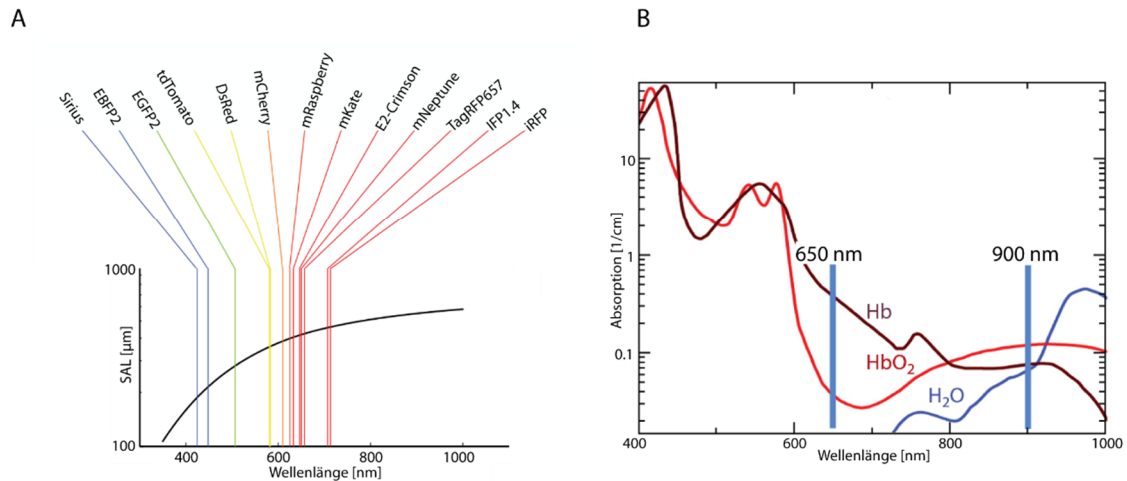 A
Sirius
EBFP2
EGFP2
tdTomato
DsRed
mCherry
mRaspberry
mKate
E2-Crimson
mNeptune
TagRFP657
IFP1.4
iRFP
1000
SAL [µm]
100
400
600
800
1000
Wellenlänge [nm]
B
10
1
0.1
Absorption [1/cm]
650 nm
900 nm
Hb
HbO₂
H₂O
400
600
800
1000
Wellenlänge [nm]